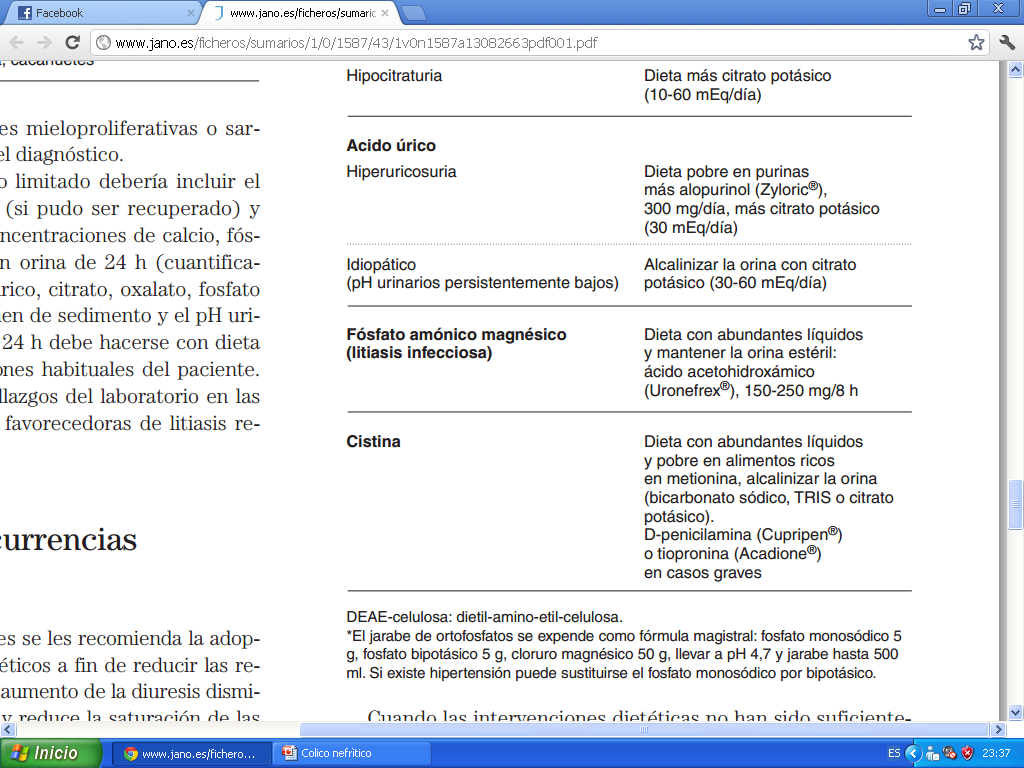 Facebook
www.jano.es/ficheros/sumaric
www.jano.es/ficheros/sumarios/1/0/1587/43/1v0n1587a13082663pdf001.pdf
, cacahuetes
es mieloproliferativas o sar-
el diagnóstico.
o limitado debería incluir el
(si pudo ser recuperado) y
ncentraciones de calcio, fós-
n orina de 24 h (cuantifica-
rico, citrato, oxalato, fosfato
en de sedimento y el pH uri-
24 h debe hacerse con dieta
ones habituales del paciente.
llazgos del laboratorio en las
favorecedoras de litiasis re-
currencias
es se les recomienda la adop-
éticos a fin de reducir las re-
aumento de la diuresis dismi-
y reduce la saturación de las
Hipocitraturia
Dieta más citrato potásico
(10-60 mEq/día)
Acido úrico
Hiperuricosuria
Dieta pobre en purinas
más alopurinol (Zyloric®),
300 mg/día, más citrato potásico
(30 mEq/día)
Idiopático
(pH urinarios persistentemente bajos)
Alcalinizar la orina con citrato
potásico (30-60 mEq/día)
Fósfato amónico magnésico
(litiasis infecciosa)
Dieta con abundantes líquidos
y mantener la orina estéril:
ácido acetohidroxámico
(Uronefrex®), 150-250 mg/8 h
Cistina
Dieta con abundantes líquidos
y pobre en alimentos ricos
en metionina, alcalinizar la orina
(bicarbonato sódico, TRIS o citrato
potásico).
D-penicilamina (Cupripen®)
o tiopronina (Acadione®)
en casos graves
DEAE-celulosa: dietil-amino-etil-celulosa.
*El jarabe de ortofosfatos se expende como fórmula magistral: fosfato monosódico 5
g, fosfato bipotásico 5 g, cloruro magnésico 50 g, llevar a pH 4,7 y jarabe hasta 500
ml. Si existe hipertensión puede sustituirse el fosfato monosódico por bipotásico.
Cuando las intervenciones dietéticas no han sido suficiente-
Inicio
www.jano.es/fichero...
Colico nefrìtico
ES
23:37